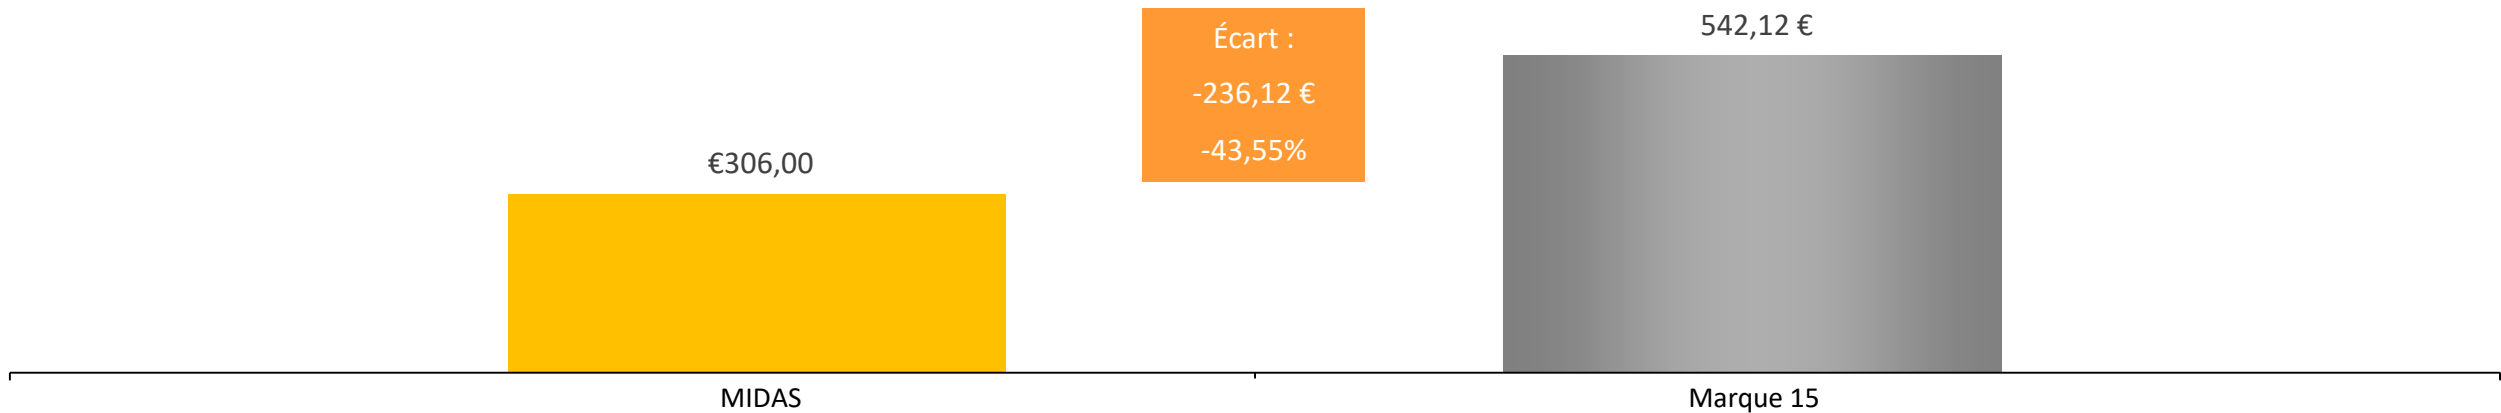 Écart :
-236,12 €
-43,55%
542,12 €
€306,00
MIDAS
Marque 15